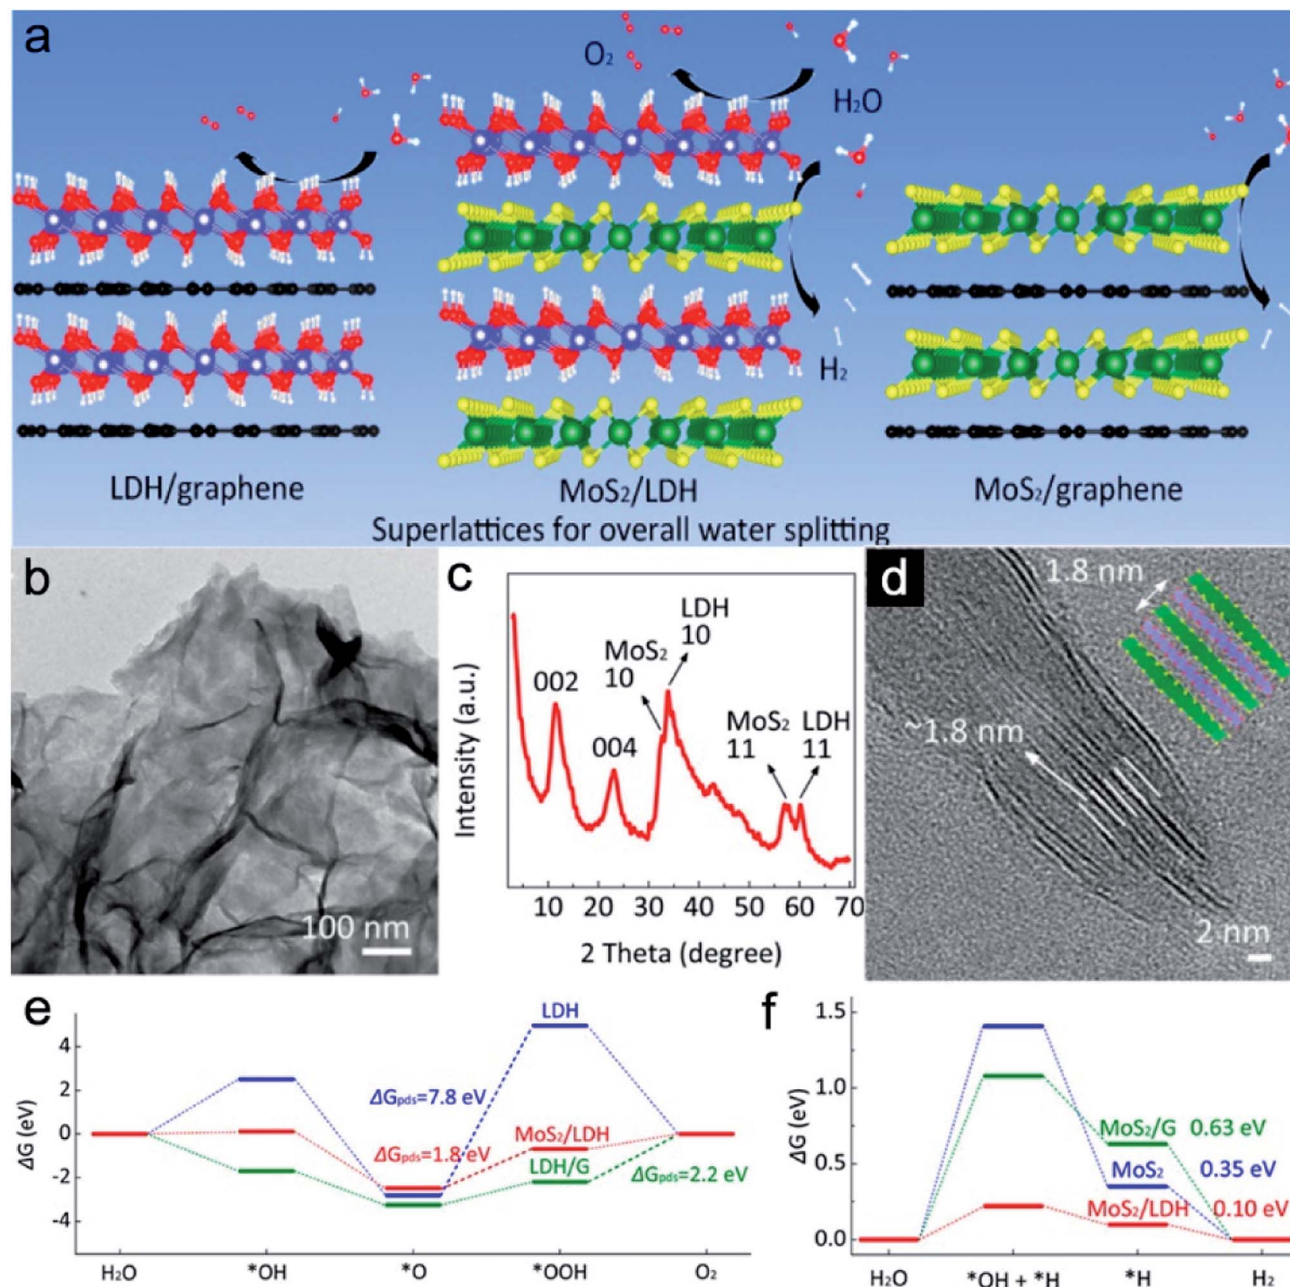 a
O₂
H₂O
H₂
LDH/graphene
MoS₂/LDH
MoS₂/graphene
Superlattices for overall water splitting
b
100 nm
c
Intensity (a.u.)
002
004
MoS₂
10
LDH
10
MoS₂
11
LDH
11
10 20 30 40 50 60 70
2 Theta (degree)
d
1.8 nm
~1.8 nm
2 nm
e
ΔG (eV)
4
2
0
-2
-4
LDH
ΔGpds=7.8 eV
MoS₂/LDH
ΔGpds=1.8 eV
LDH/G
ΔGpds=2.2 eV
H₂O *OH *O *OOH O₂
f
ΔG (eV)
1.5
1.0
0.5
0.0
MoS₂/G 0.63 eV
MoS₂ 0.35 eV
MoS₂/LDH 0.10 eV
H₂O *OH + *H *H H₂